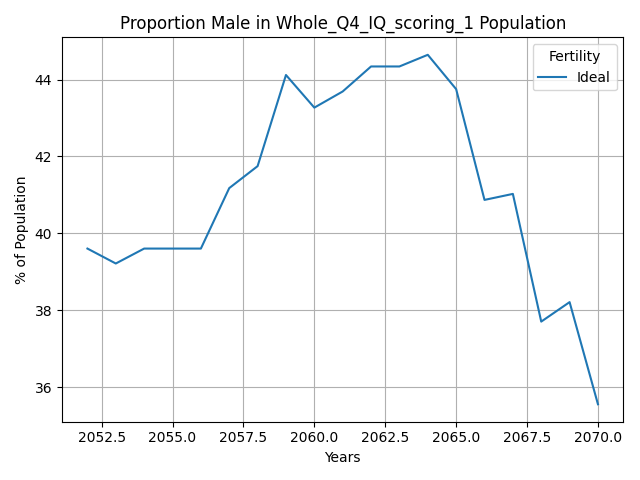 Proportion Male in Whole_Q4_IQ_scoring_1 Population
Fertility
Ideal
44
42
40
38
36
% of Population
2052.5
2055.0
2057.5
2060.0
2062.5
2065.0
2067.5
2070.0
Years